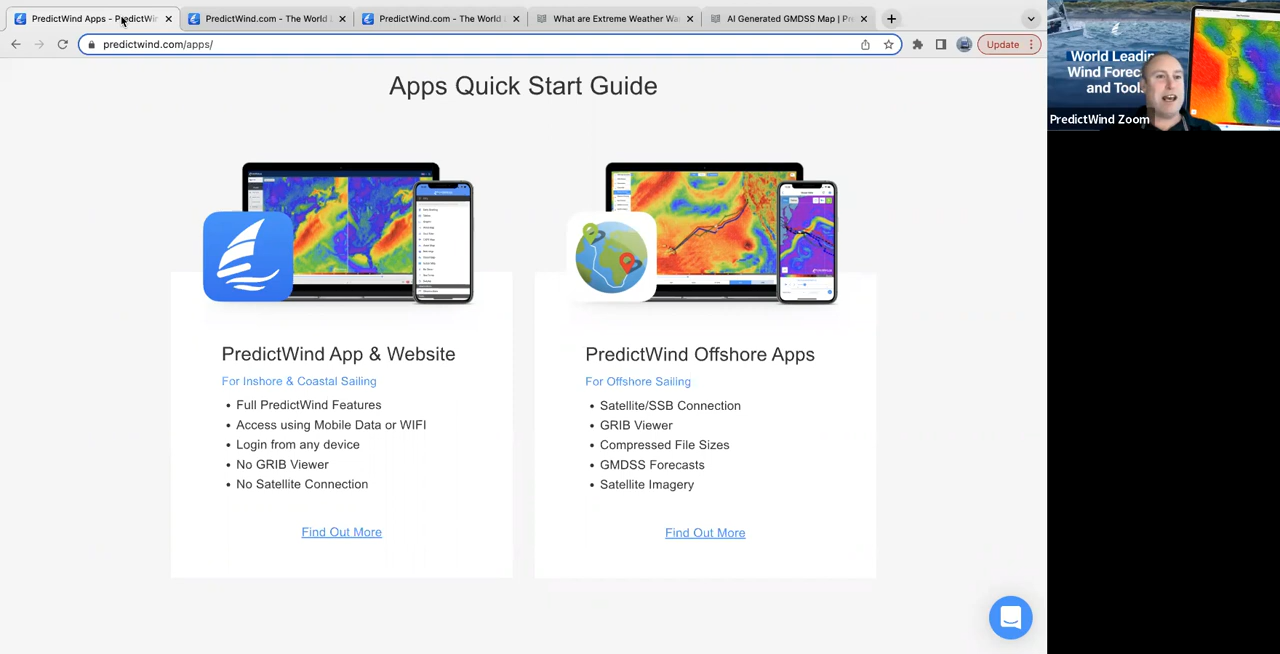 PredictWind Apps - PredictWin
PredictWind.com - The World L
PredictWind.com - The World L
What are Extreme Weather Wa
AI Generated GMDSS Map | Pre
predictwind.com/apps/
Update
World Leading
Wind Forec
and Tools
PredictWind Zoom
Apps Quick Start Guide
PredictWind App & Website
For Inshore & Coastal Sailing
• Full PredictWind Features
• Access using Mobile Data or WIFI
• Login from any device
• No GRIB Viewer
• No Satellite Connection
Find Out More
PredictWind Offshore Apps
For Offshore Sailing
• Satellite/SSB Connection
• GRIB Viewer
• Compressed File Sizes
• GMDSS Forecasts
• Satellite Imagery
Find Out More